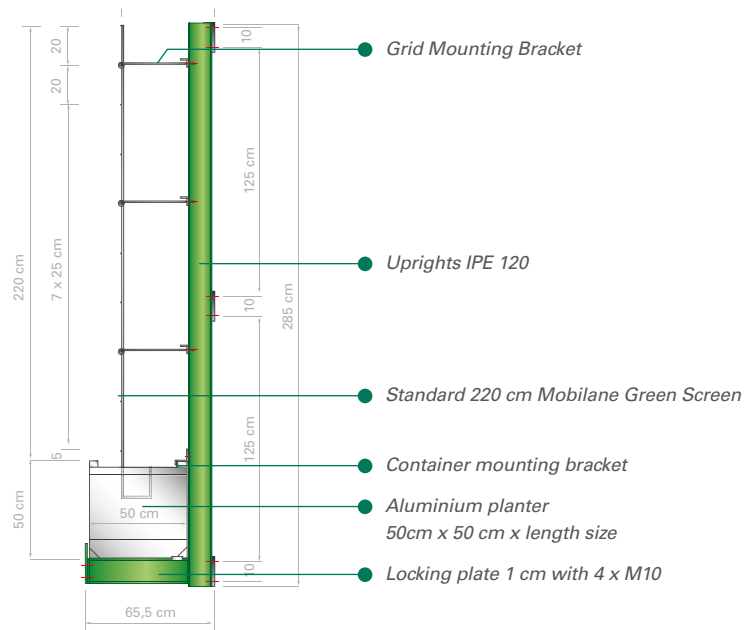 Grid Mounting Bracket
Uprights IPE 120
Standard 220 cm Mobilane Green Screen
Container mounting bracket
Aluminium planter
50cm x 50 cm x length size
Locking plate 1 cm with 4 x M10
20
20
220 cm
7 x 25 cm
5
50 cm
50 cm
65,5 cm
10
125 cm
10
285 cm
125 cm
10